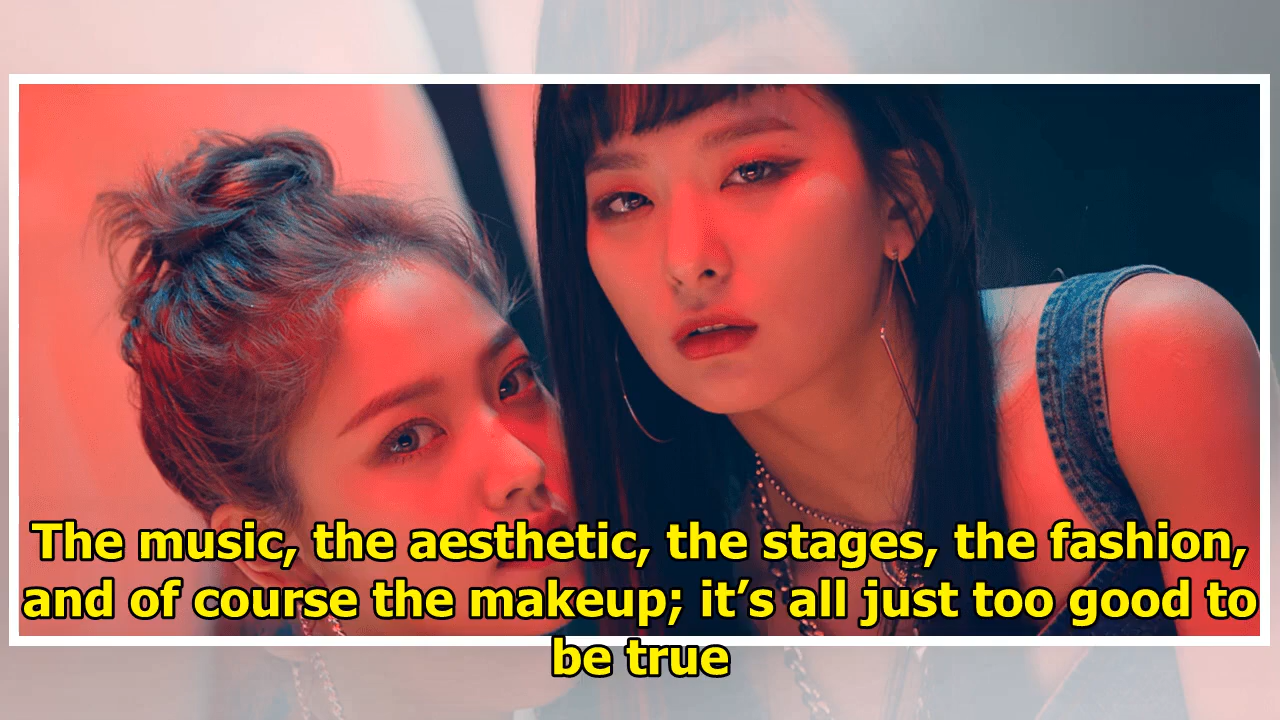 The music, the aesthetic, the stages, the fashion,
and of course the makeup; it’s all just too good to
be true